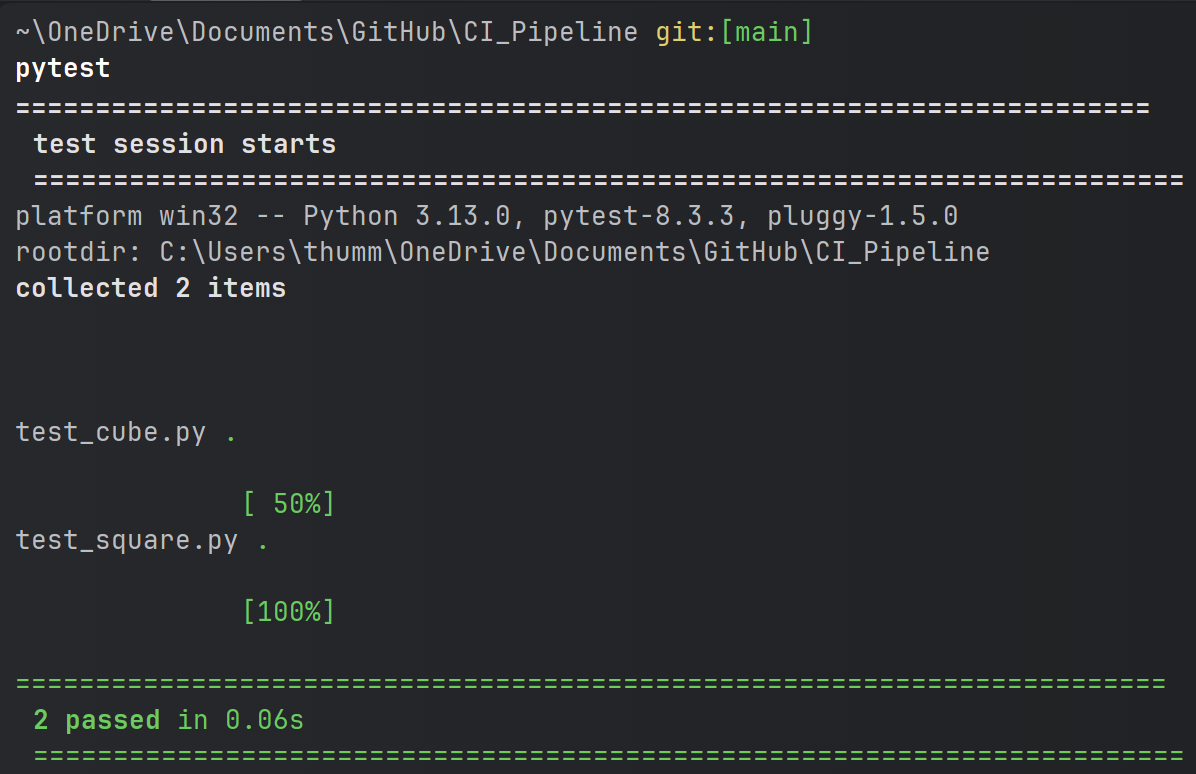 ~\OneDrive\Documents\GitHub\CI_Pipeline git:[main]
pytest
=======================================================================
test session starts
========================================================================
platform win32 -- Python 3.13.0, pytest-8.3.3, pluggy-1.5.0
rootdir: C:\Users\thumm\OneDrive\Documents\GitHub\CI_Pipeline
collected 2 items
test_cube.py .
[ 50%]
test_square.py .
[100%]
========================================================================
2 passed in 0.06s
========================================================================